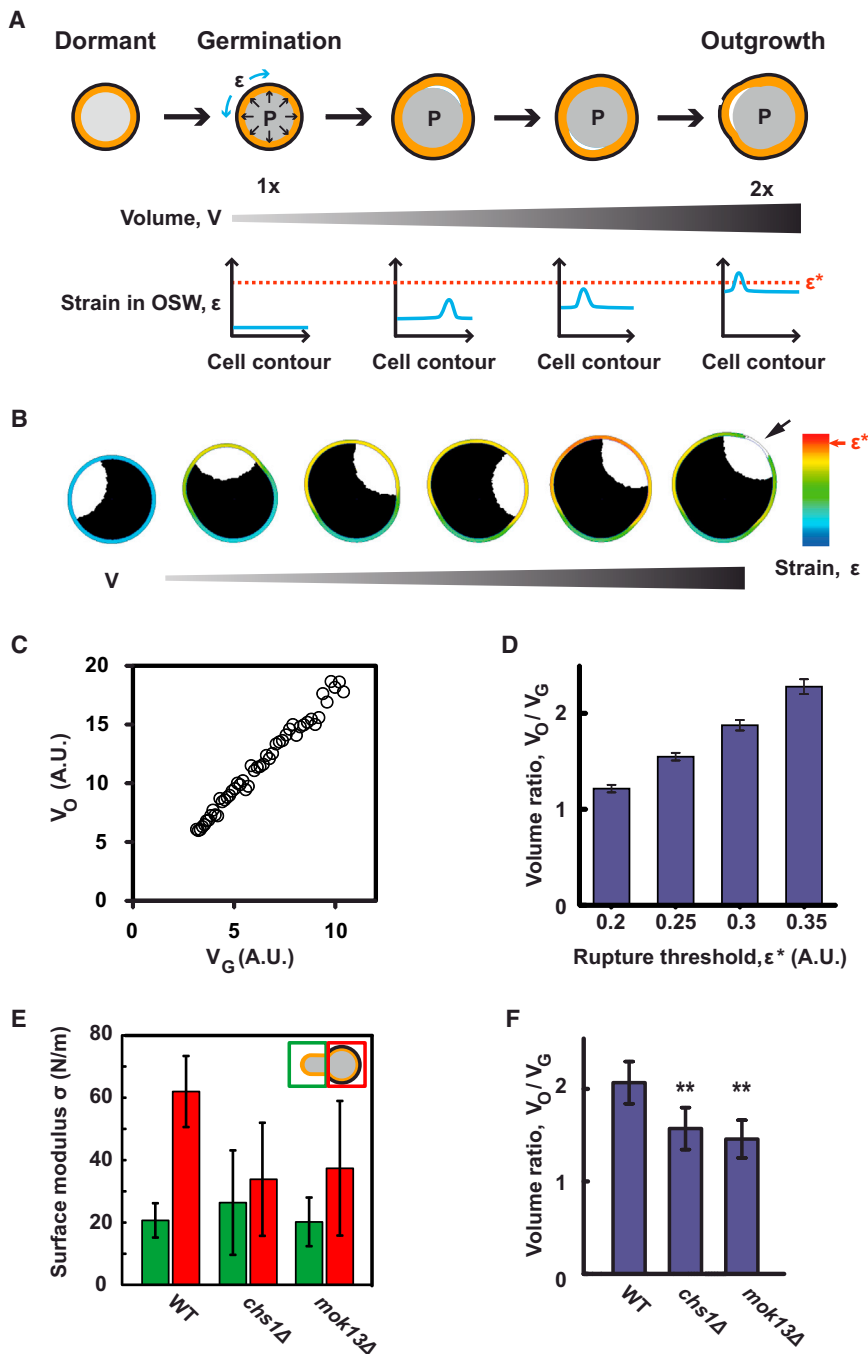 A
Dormant
Germination
Outgrowth
ε
P
P
P
P
1x
2x
Volume, V
Strain in OSW, ε
ε*
Cell contour
Cell contour
Cell contour
Cell contour
B
ε*
V
Strain, ε
C
V_O (A.U.)
20
15
10
5
0
0
5
10
V_G (A.U.)
D
Volume ratio, V_O/ V_G
2
1
0
0.2
0.25
0.3
0.35
Rupture threshold,ε* (A.U.)
E
Surface modulus σ (N/m)
80
60
40
20
0
WT
chs1Δ
mok13Δ
F
Volume ratio, V_O/ V_G
2
1
0
**
**
WT
chs1Δ
mok13Δ